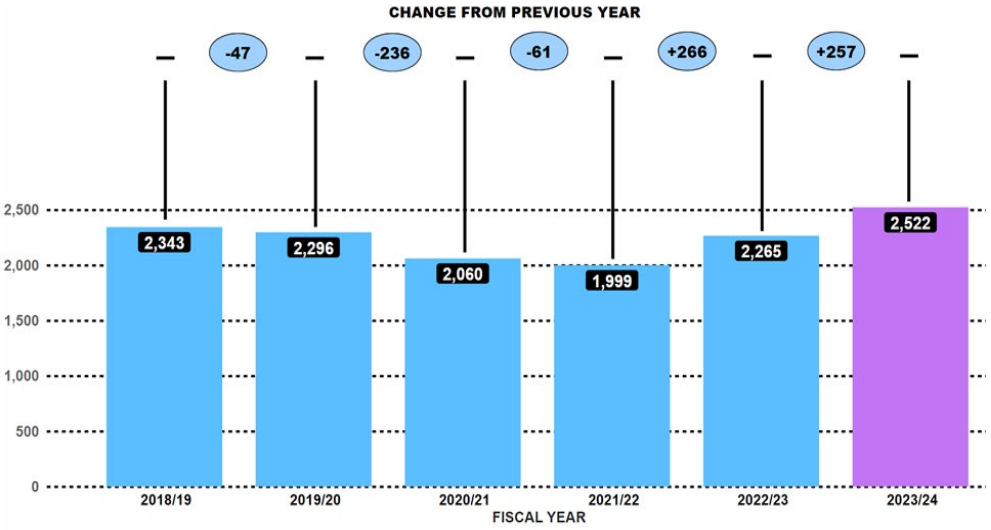 CHANGE FROM PREVIOUS YEAR
-47 -236 -61 +266 +257
2,500
2,343 2,296 2,060 1,999 2,265 2,522
2,000
1,500
1,000
500
0
2018/19 2019/20 2020/21 2021/22 2022/23 2023/24
FISCAL YEAR